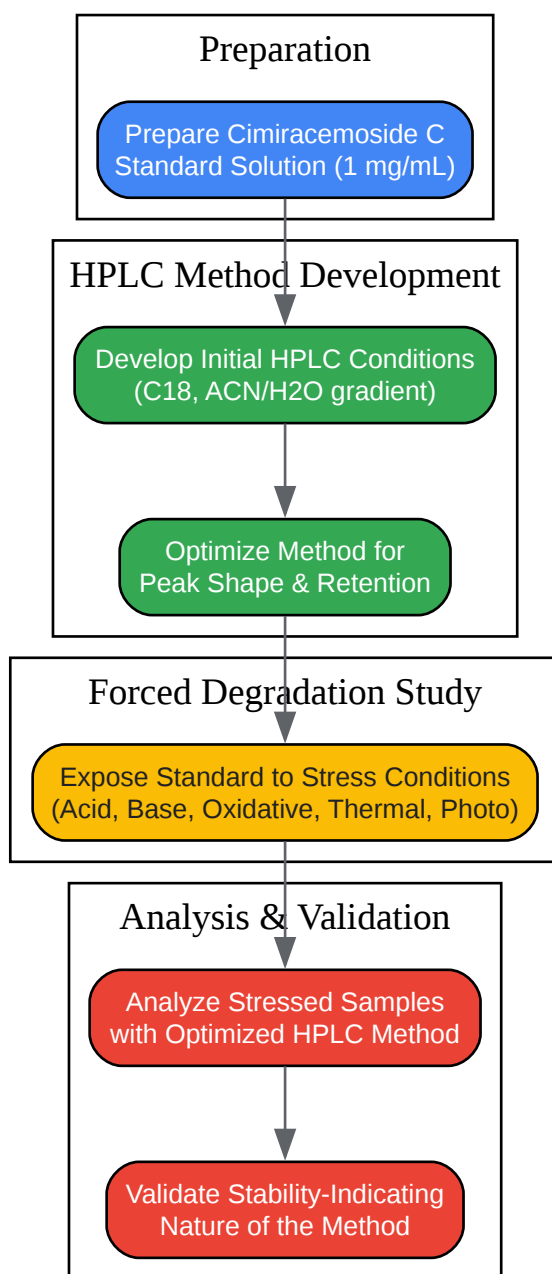 Preparation
Prepare Cimiracemoside C
Standard Solution (1 mg/mL)
HPLC Method Development
Develop Initial HPLC Conditions
(C18, ACN/H2O gradient)
Optimize Method for
Peak Shape & Retention
Forced Degradation Study
Expose Standard to Stress Conditions
(Acid, Base, Oxidative, Thermal, Photo)
Analysis & Validation
Analyze Stressed Samples
with Optimized HPLC Method
Validate Stability-Indicating
Nature of the Method